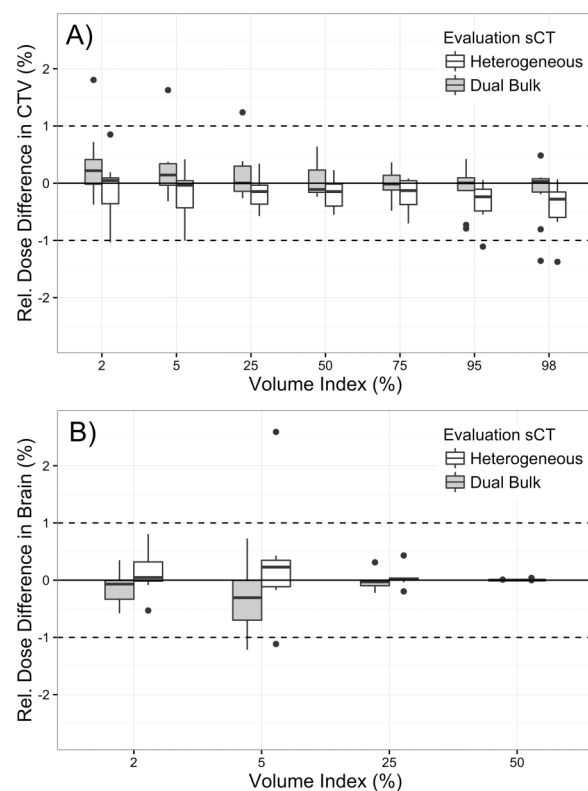 A)
Evaluation sCT
Heterogeneous
Dual Bulk
Rel. Dose Difference in CTV (%)
2
1
0
-1
-2
2 5 25 50 75 95 98
Volume Index (%)
B)
Evaluation sCT
Heterogeneous
Dual Bulk
Rel. Dose Difference in Brain (%)
2
1
0
-1
-2
2 5 25 50
Volume Index (%)